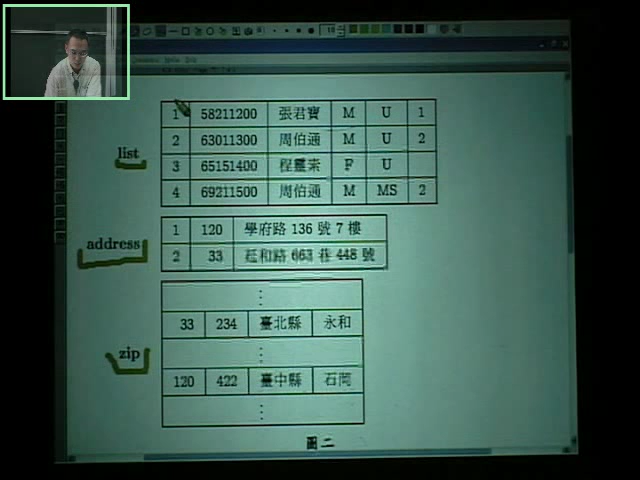 1 58211200 張君寶 M U 1
2 63011300 周伯通 M U 2
list
3 65151400 程靈素 F U
4 69211500 周伯通 M MS 2
1 120 學府路 136 號 7 樓
address
2 33 延和路 663 巷 448 號
⋮
33 234 臺北縣 永和
⋮
zip
120 422 臺中縣 石岡
⋮
圖二